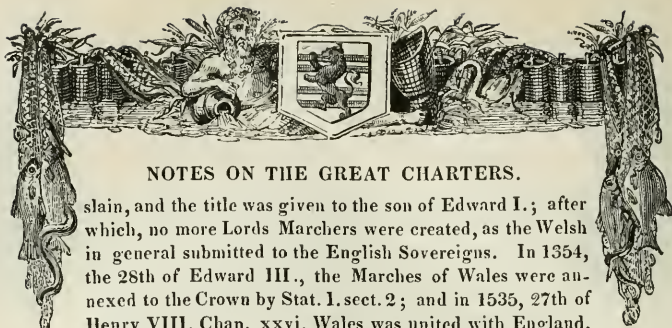 NOTES ON THE GREAT CHARTERS.
slain, and the title was given to the son of Edward I.; after
which, no more Lords Marchers were created, as the Welsh
in general submitted to the English Sovereigns. In 1354,
the 28th of Edward III., the Marches of Wales were an-
nexed to the Crown by Stat. 1. sect. 2; and in 1535, 27th of
Henry VIII. Chap. xxvi. Wales was united with England.